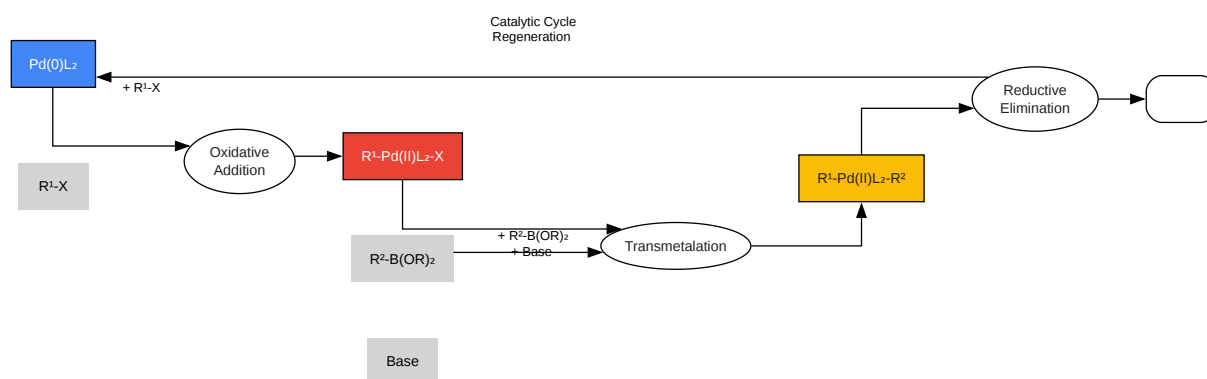 Catalytic Cycle
Regeneration
Pd(0)L₂
+ R¹-X
Reductive
Elimination
Oxidative
Addition
R¹-Pd(II)L₂-X
R¹-X
R¹-Pd(II)L₂-R²
+ R²-B(OR)₂
+ Base
Transmetalation
R²-B(OR)₂
Base